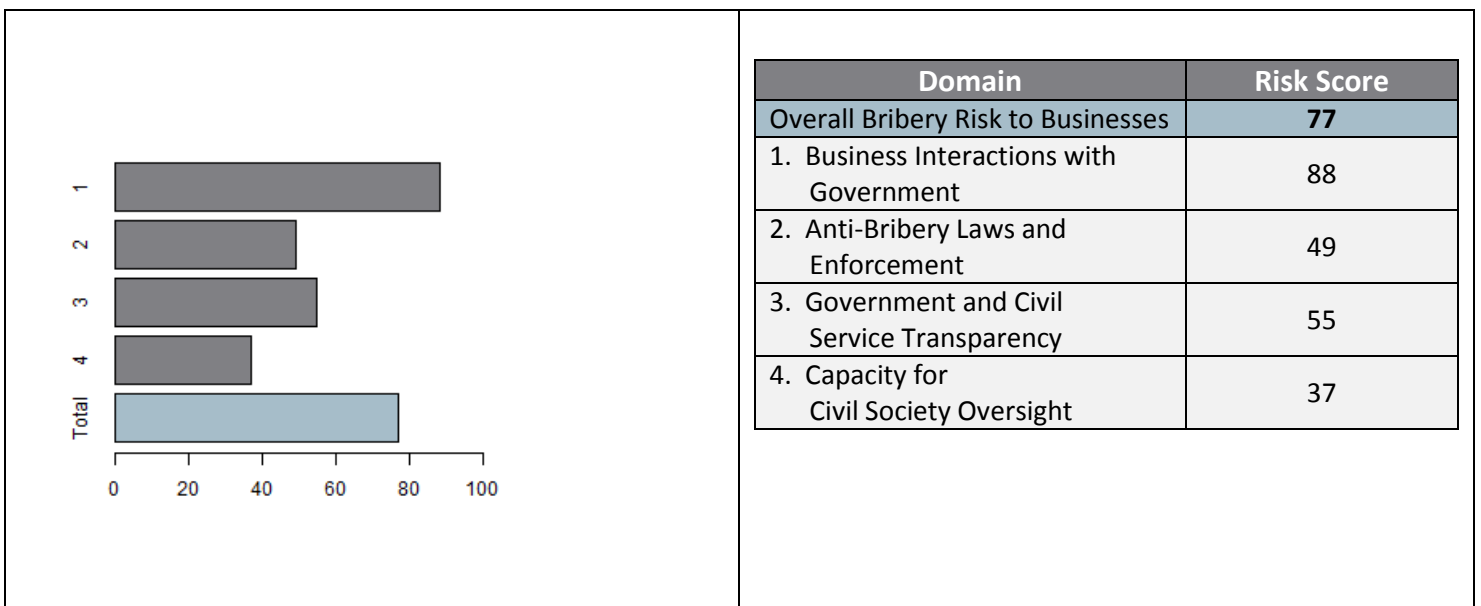 1
2
3
4
Total
0 20 40 60 80 100
Domain Risk Score
Overall Bribery Risk to Businesses 77
1. Business Interactions with
Government 88
2. Anti-Bribery Laws and
Enforcement 49
3. Government and Civil
Service Transparency 55
4. Capacity for
Civil Society Oversight 37